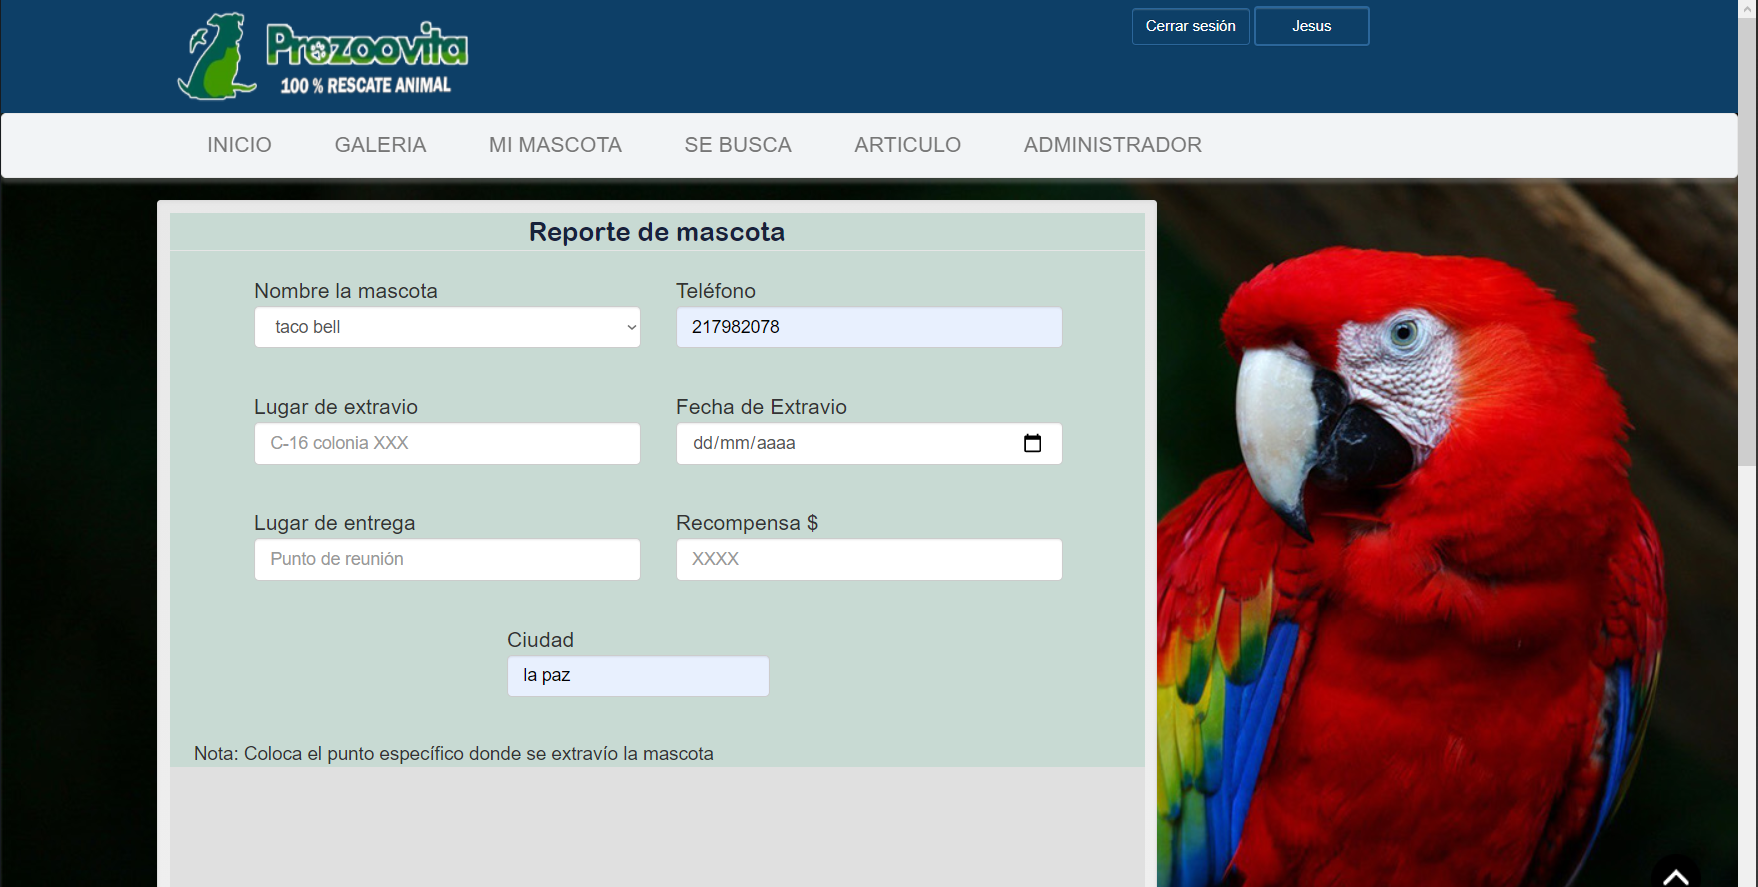 Prozoovita
100 % RESCATE ANIMAL
Cerrar sesión
Jesus
INICIO
GALERIA
MI MASCOTA
SE BUSCA
ARTICULO
ADMINISTRADOR
Reporte de mascota
Nombre la mascota
Teléfono
taco bell
217982078
Lugar de extravio
Fecha de Extravio
C-16 colonia XXX
dd/mm/aaaa
Lugar de entrega
Recompensa $
Punto de reunión
XXXX
Ciudad
la paz
Nota: Coloca el punto específico donde se extravío la mascota